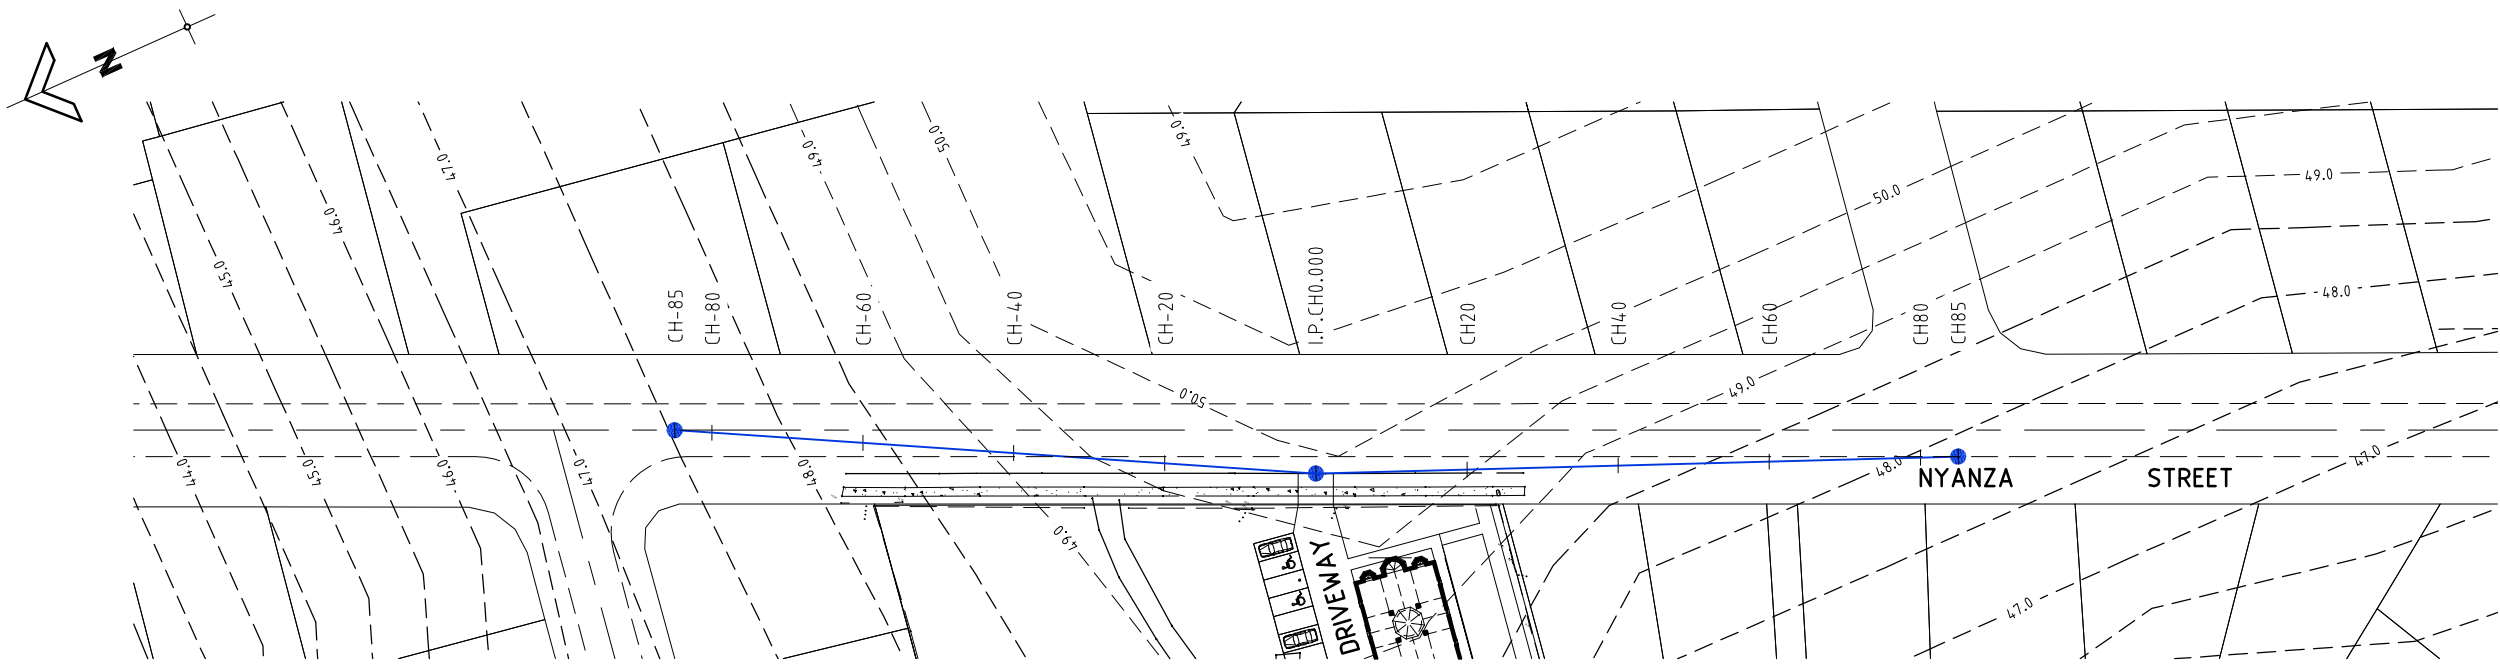 N
47.0
49.0
50.0
49.0
46.0
50.0
49.0
45.0
48.0
CH-85
CH-80
CH-60
CH-40
CH-20
I.P.CH0.000
CH20
CH40
CH60
CH80
CH85
50.0
49.0
44.0
45.0
46.0
47.0
48.0
48.0
47.0
NYANZA STREET
49.0
DRIVEWAY
47.0